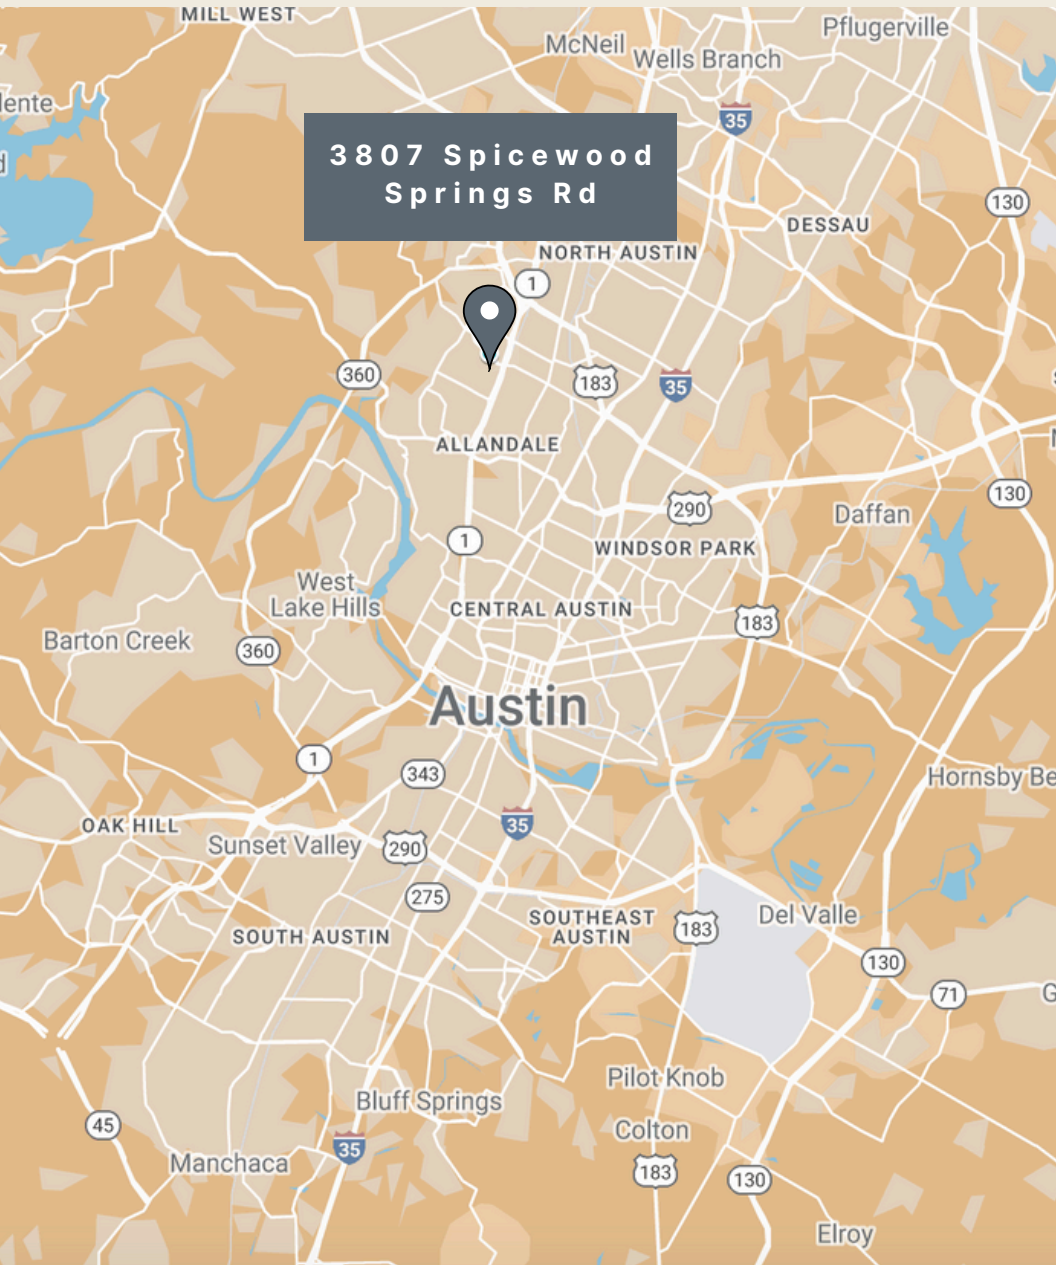 MILL WEST
Pflugerville
McNeil
Wells Branch
35
3807 Spicewood
Springs Rd
130
DESSAU
NORTH AUSTIN
1
360
183
35
ALLANDALE
130
290
Daffan
1
WINDSOR PARK
West
Lake Hills
CENTRAL AUSTIN
183
Barton Creek
360
Austin
1
343
Hornsby Be
OAK HILL
35
Sunset Valley
290
275
SOUTHEAST
AUSTIN
183
Del Valle
SOUTH AUSTIN
130
71
Pilot Knob
Bluff Springs
45
Colton
35
Manchaca
183
130
Elroy